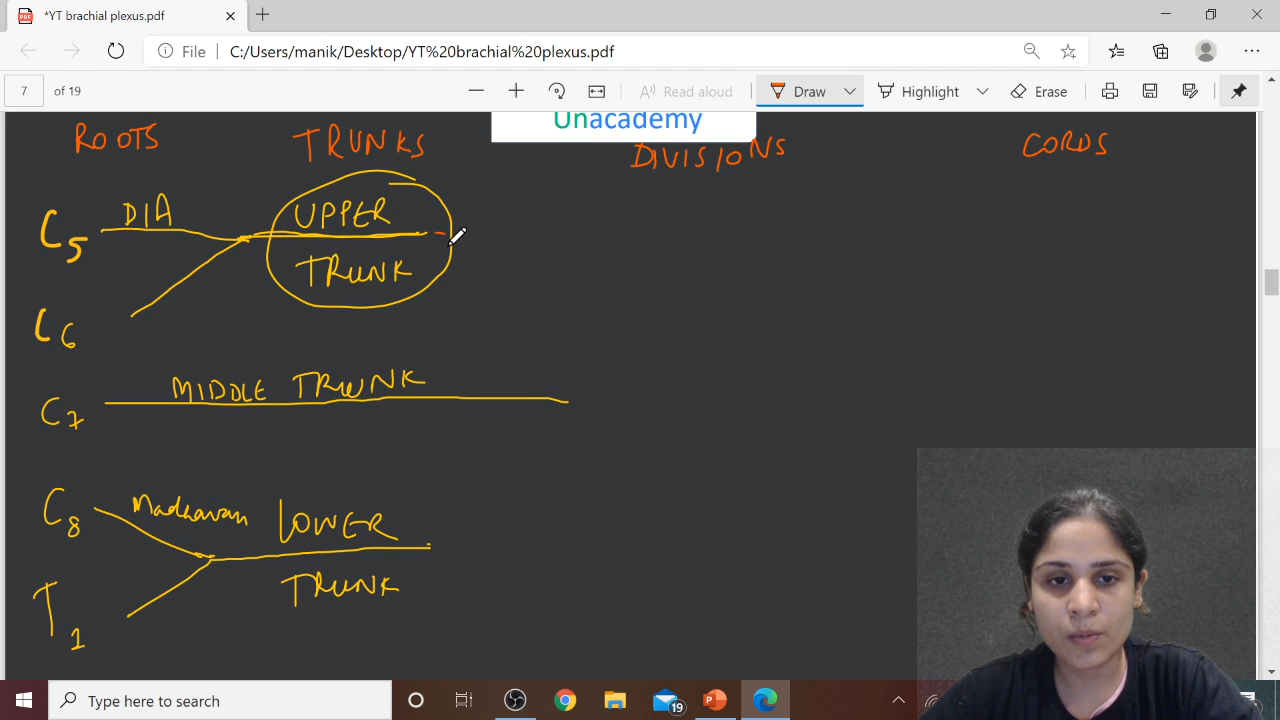 *YT brachial plexus.pdf
File C:/Users/manik/Desktop/YT%20brachial%20plexus.pdf
7 of 19 Read aloud Draw Highlight Erase
Unacademy
ROOTS TRUNKS DIVISIONS CORDS
C5 DIA UPPER
TRUNK
C6
MIDDLE TRUNK
C7
C8 Madhavan LOWER
TRUNK
T1
Type here to search 19